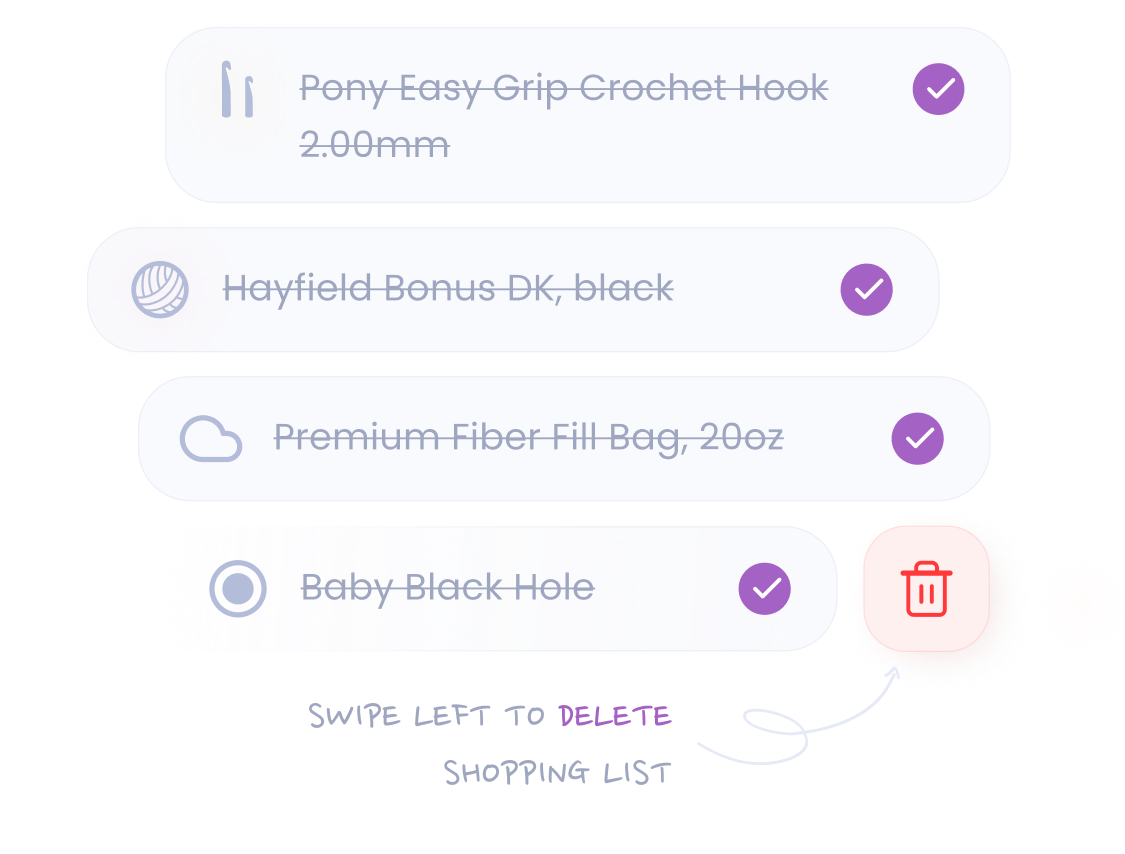 Pony Easy Grip Crochet Hook
2.00mm
Hayfield Bonus DK, black
Premium Fiber Fill Bag, 20oz
Baby Black Hole
SWIPE LEFT TO DELETE
SHOPPING LIST